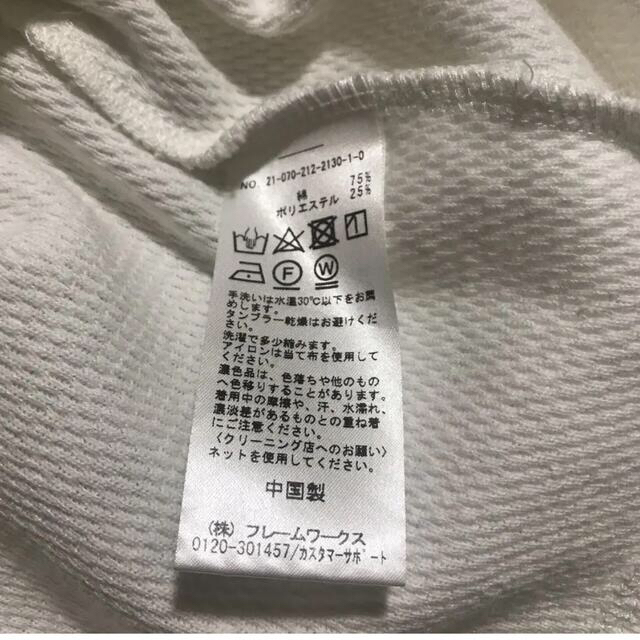 NO. 21-070-212-2130-1-0
綿 75%
ポリエステル 25%
F W
手洗いは水温30℃以下をお薦
めします。
タンブラー乾燥はお避けくだ
さい。
洗濯で多少縮みます。
アイロンは当て布を使用して
ください。
濃色品は、色落ちや他のもの
へ色移りすることがあります。
着用中の摩擦や、汗、水濡れ、
濃淡差があるものとの重ね着
にご注意ください。
〈クリーニング店へのお願い〉
ネットを使用してください。
中国製
(株) フレームワークス
0120-301457/カスタマーサポート